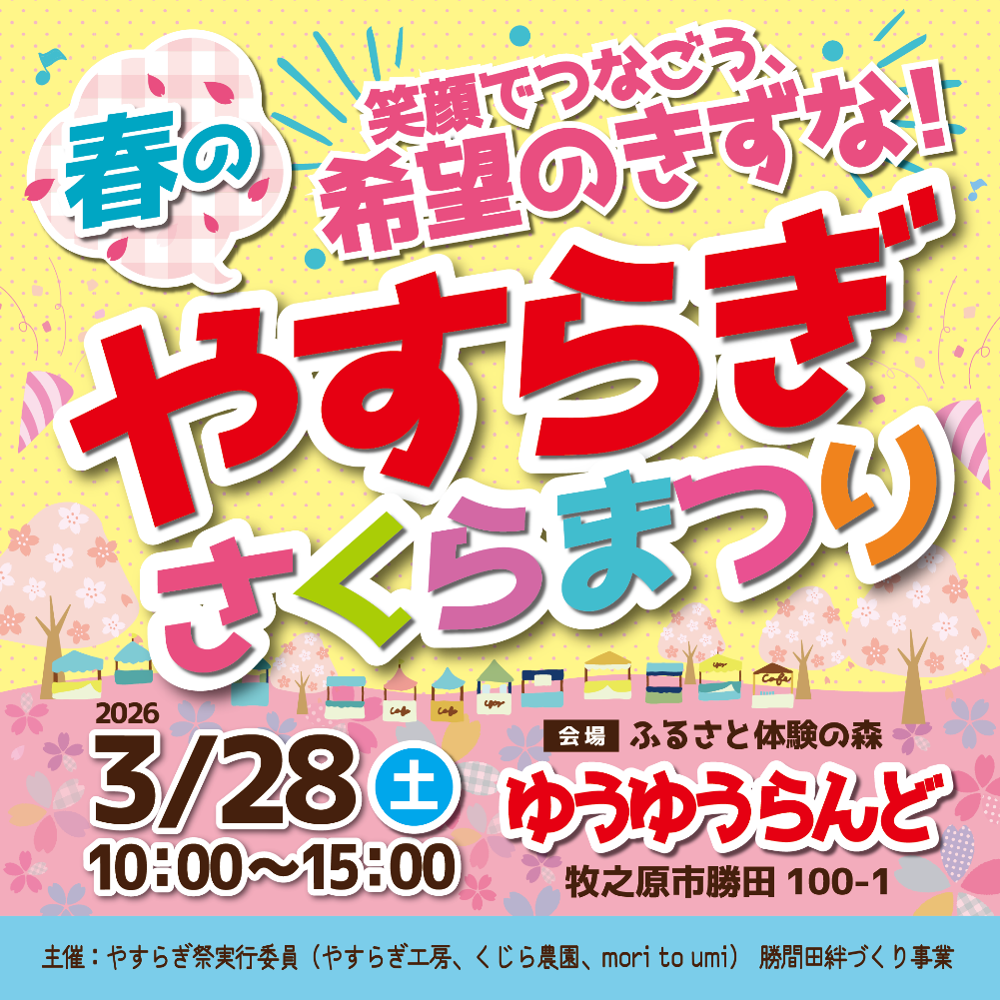 春の
笑顔でつなごう、
希望のきずな!
やすらぎ
さくらまつり
cafe
cafe
Cafe
2026
3/28 土
10:00~15:00
会場 ふるさと体験の森
ゆうゆうらんど
牧之原市勝田 100-1
主催:やすらぎ祭実行委員(やすらぎ工房、くじら農園、mori to umi) 勝間田絆づくり事業